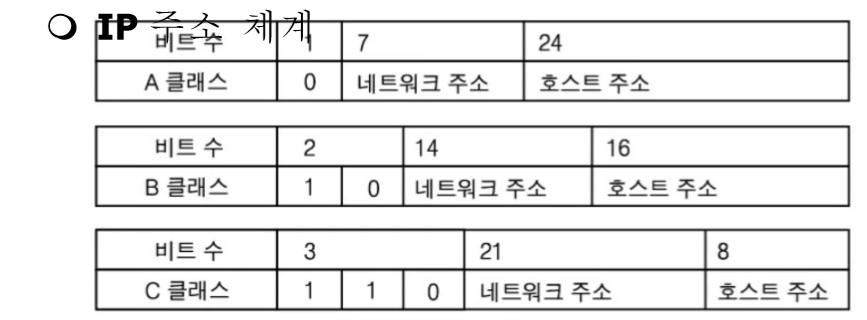 IP 주소 체계
비트 수 1 7 24
A 클래스 0 네트워크 주소 호스트 주소
비트 수 2 14 16
B 클래스 1 0 네트워크 주소 호스트 주소
비트 수 3 21 8
C 클래스 1 1 0 네트워크 주소 호스트 주소